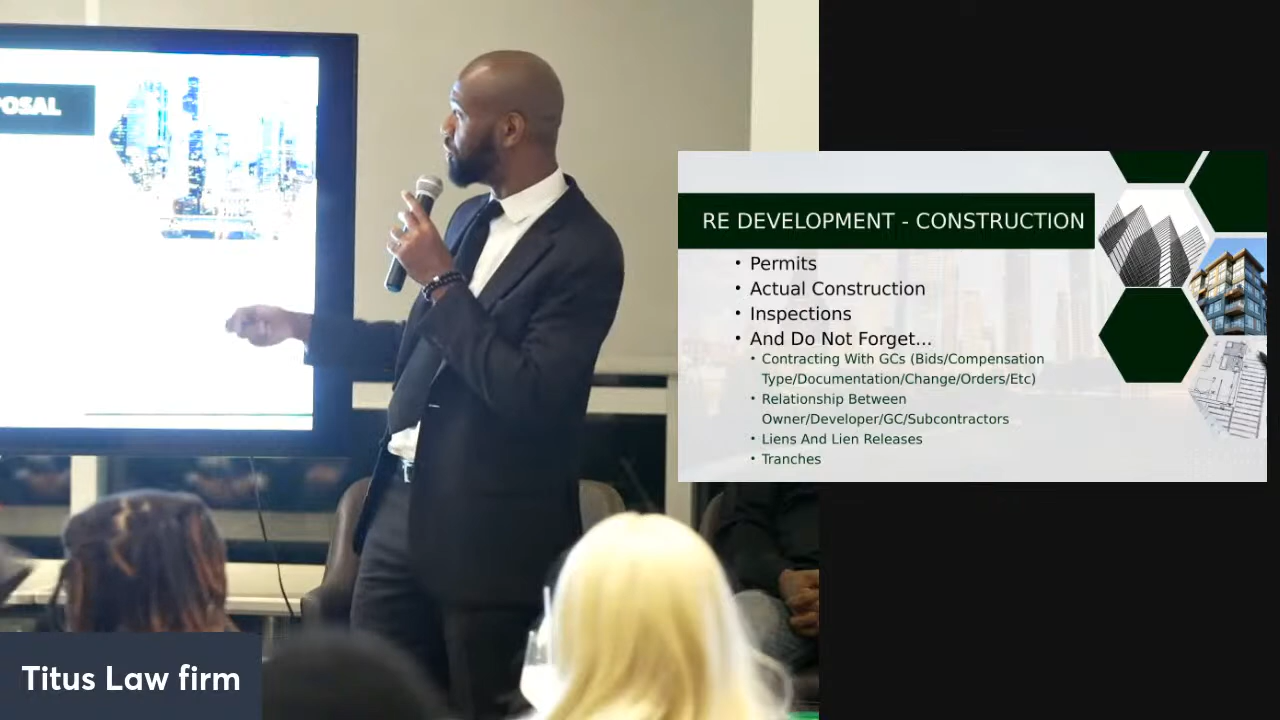 OSAL
RE DEVELOPMENT - CONSTRUCTION
• Permits
• Actual Construction
• Inspections
• And Do Not Forget...
• Contracting With GCs (Bids/Compensation
Type/Documentation/Change/Orders/Etc)
• Relationship Between
Owner/Developer/GC/Subcontractors
• Liens And Lien Releases
• Tranches
Titus Law firm